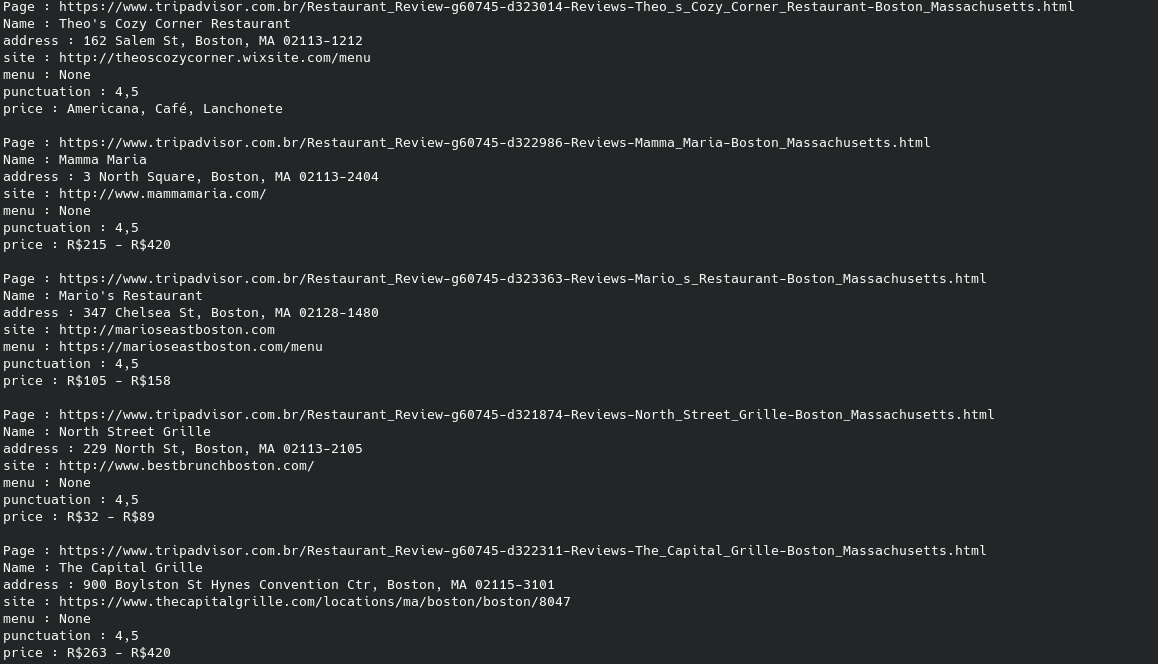 Page : https://www.tripadvisor.com.br/Restaurant_Review-g60745-d323014-Reviews-Theo_s_Cozy_Corner_Restaurant-Boston_Massachusetts.html
Name : Theo's Cozy Corner Restaurant
address : 162 Salem St, Boston, MA 02113-1212
site : http://theoscozycorner.wixsite.com/menu
menu : None
punctuation : 4,5
price : Americana, Café, Lanchonete

Page : https://www.tripadvisor.com.br/Restaurant_Review-g60745-d322986-Reviews-Mamma_Maria-Boston_Massachusetts.html
Name : Mamma Maria
address : 3 North Square, Boston, MA 02113-2404
site : http://www.mammamaria.com/
menu : None
punctuation : 4,5
price : R$215 - R$420

Page : https://www.tripadvisor.com.br/Restaurant_Review-g60745-d323363-Reviews-Mario_s_Restaurant-Boston_Massachusetts.html
Name : Mario's Restaurant
address : 347 Chelsea St, Boston, MA 02128-1480
site : http://marioseastboston.com
menu : https://marioseastboston.com/menu
punctuation : 4,5
price : R$105 - R$158

Page : https://www.tripadvisor.com.br/Restaurant_Review-g60745-d321874-Reviews-North_Street_Grille-Boston_Massachusetts.html
Name : North Street Grille
address : 229 North St, Boston, MA 02113-2105
site : http://www.bestbrunchboston.com/
menu : None
punctuation : 4,5
price : R$32 - R$89

Page : https://www.tripadvisor.com.br/Restaurant_Review-g60745-d322311-Reviews-The_Capital_Grille-Boston_Massachusetts.html
Name : The Capital Grille
address : 900 Boylston St Hynes Convention Ctr, Boston, MA 02115-3101
site : https://www.thecapitalgrille.com/locations/ma/boston/boston/8047
menu : None
punctuation : 4,5
price : R$263 - R$420